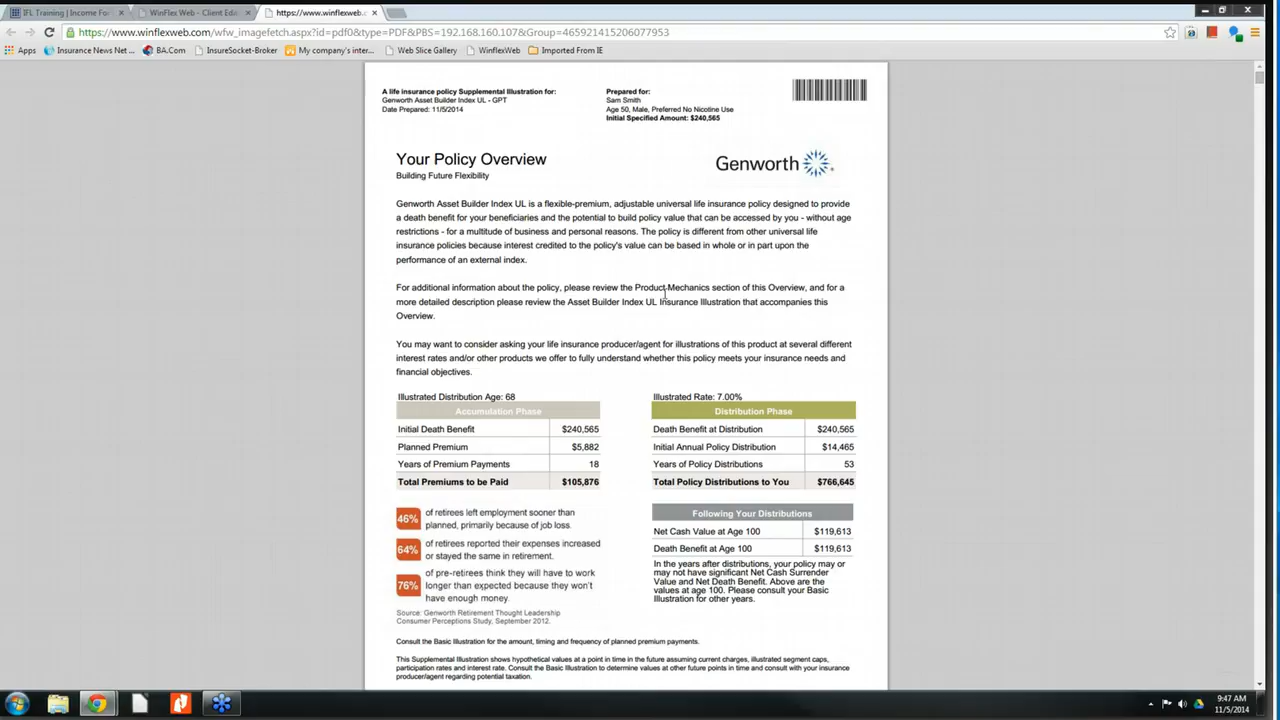 IFL Training | Income For
WinFlex Web - Client Edit
https://www.winflexweb.co
https://www.winflexweb.com/wfw_imagefetch.aspx?id=pdf0&type=PDF&PBS=192.168.160.107&Group=465921415206077953
Apps Insurance News Net ... BA.Com InsureSocket-Broker My company's inter... Web Slice Gallery WinflexWeb Imported From IE
A life insurance policy Supplemental Illustration for:
Genworth Asset Builder Index UL - GPT
Date Prepared: 11/5/2014
Prepared for:
Sam Smith
Age 50, Male, Preferred No Nicotine Use
Initial Specified Amount: $240,565
Your Policy Overview
Building Future Flexibility
Genworth
Genworth Asset Builder Index UL is a flexible-premium, adjustable universal life insurance policy designed to provide
a death benefit for your beneficiaries and the potential to build policy value that can be accessed by you - without age
restrictions - for a multitude of business and personal reasons. The policy is different from other universal life
insurance policies because interest credited to the policy's value can be based in whole or in part upon the
performance of an external index.
For additional information about the policy, please review the Product Mechanics section of this Overview, and for a
more detailed description please review the Asset Builder Index UL Insurance Illustration that accompanies this
Overview.
You may want to consider asking your life insurance producer/agent for illustrations of this product at several different
interest rates and/or other products we offer to fully understand whether this policy meets your insurance needs and
financial objectives.
Illustrated Distribution Age: 68
Accumulation Phase
Initial Death Benefit $240,565
Planned Premium $5,882
Years of Premium Payments 18
Total Premiums to be Paid $105,876
Illustrated Rate: 7.00%
Distribution Phase
Death Benefit at Distribution $240,565
Initial Annual Policy Distribution $14,465
Years of Policy Distributions 53
Total Policy Distributions to You $766,645
46% of retirees left employment sooner than
planned, primarily because of job loss.
64% of retirees reported their expenses increased
or stayed the same in retirement.
76% of pre-retirees think they will have to work
longer than expected because they won't
have enough money.
Source: Genworth Retirement Thought Leadership
Consumer Perceptions Study, September 2012.
Following Your Distributions
Net Cash Value at Age 100 $119,613
Death Benefit at Age 100 $119,613
In the years after distributions, your policy may or
may not have significant Net Cash Surrender
Value and Net Death Benefit. Above are the
values at age 100. Please consult your Basic
Illustration for other years.
Consult the Basic Illustration for the amount, timing and frequency of planned premium payments.
This Supplemental Illustration shows hypothetical values at a point in time in the future assuming current charges, illustrated segment caps,
participation rates and interest rate. Consult the Basic Illustration to determine values at other future points in time and consult with your insurance
producer/agent regarding potential taxation.
9:47 AM
11/5/2014